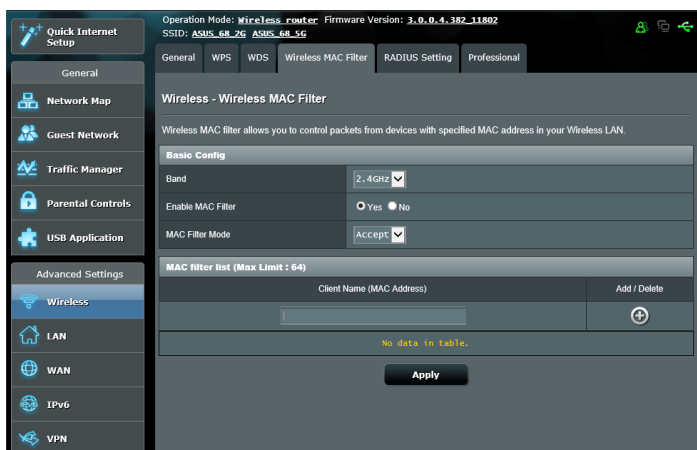 Quick Internet
Setup
General
Network Map
Guest Network
Traffic Manager
Parental Controls
USB Application
Advanced Settings
Wireless
LAN
WAN
IPv6
VPN
Operation Mode: Wireless router Firmware Version: 3.0.0.4.382_11802
SSID: ASUS_68_2G ASUS_68_5G
General WPS WDS Wireless MAC Filter RADIUS Setting Professional
Wireless - Wireless MAC Filter
Wireless MAC filter allows you to control packets from devices with specified MAC address in your Wireless LAN.
Basic Config
Band 2.4GHz
Enable MAC Filter Yes No
MAC Filter Mode Accept
MAC filter list (Max Limit : 64)
Client Name (MAC Address) Add / Delete
No data in table.
Apply